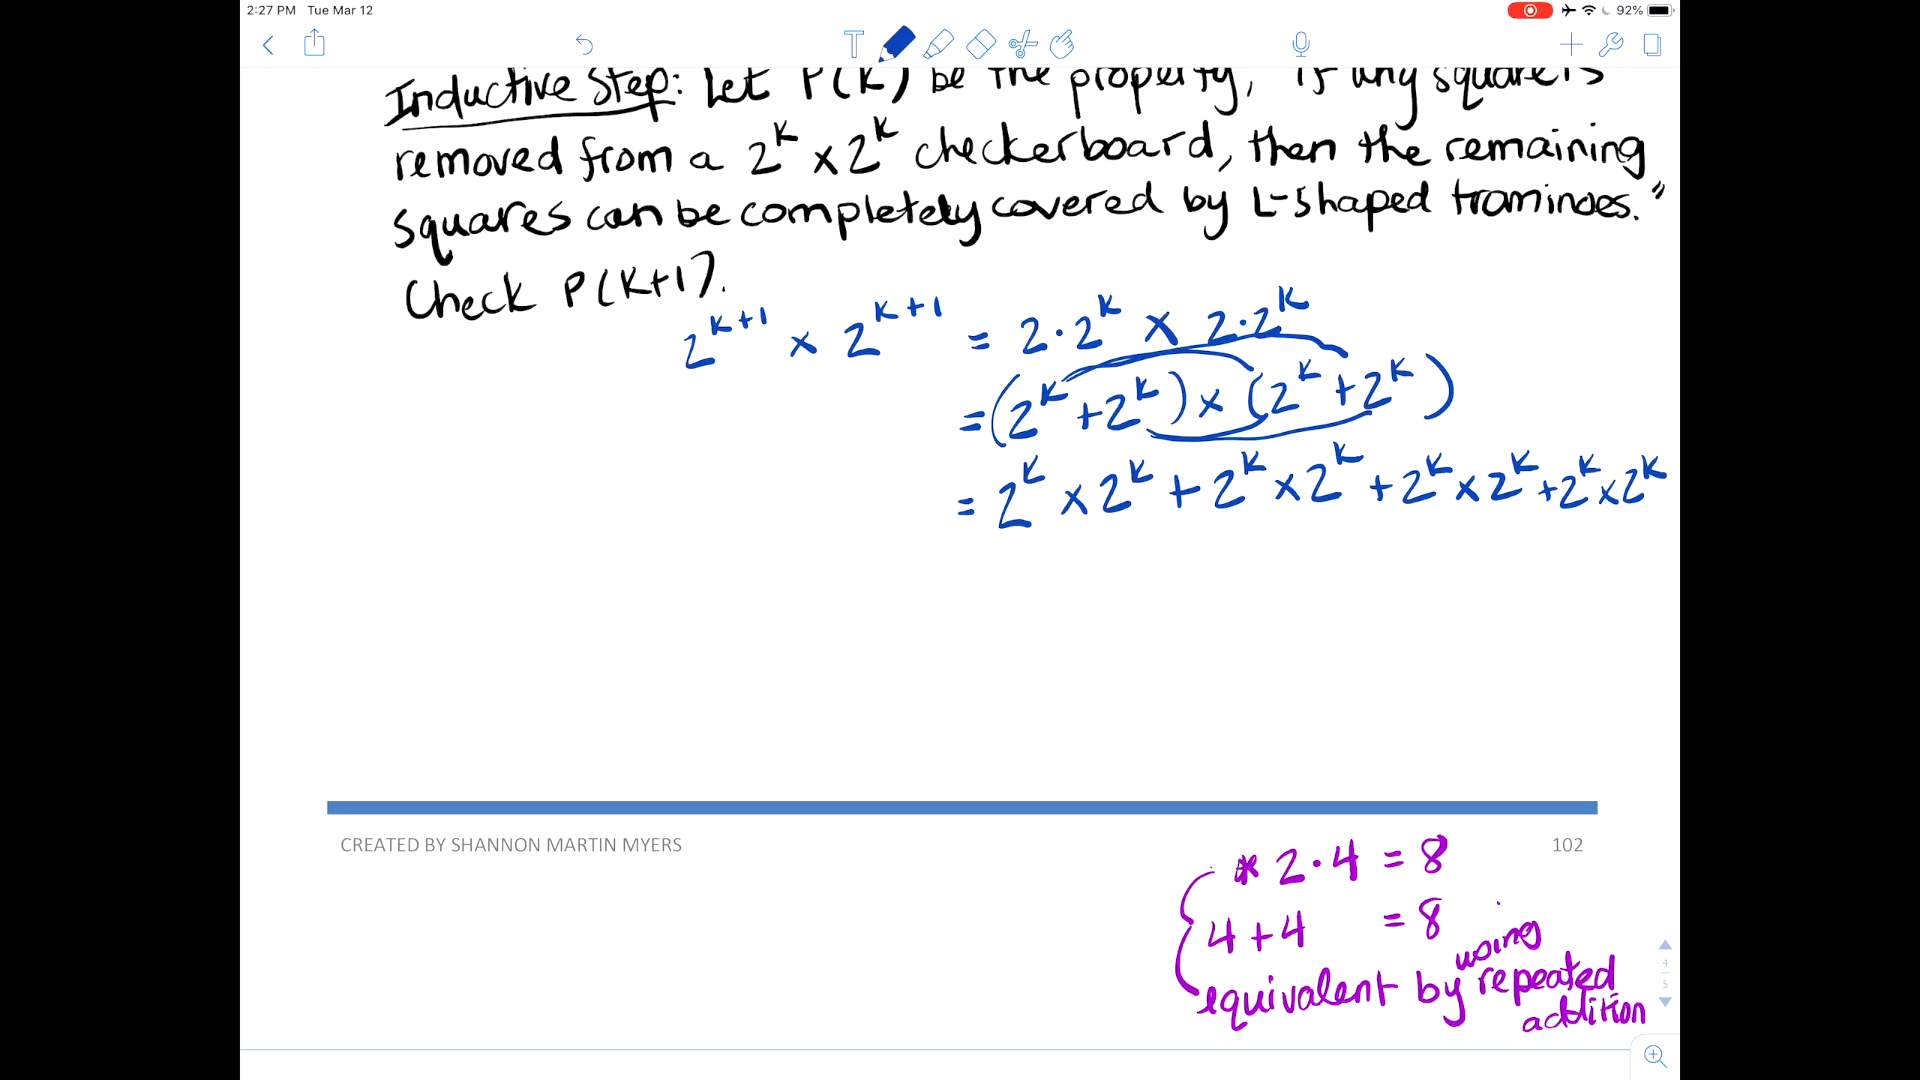 2:27 PM Tue Mar 12
92%
T
Inductive Step: Let P(k) be the property, "If any square is
removed from a 2^k × 2^k checkerboard, then the remaining
squares can be completely covered by L-shaped trominoes."
Check P(k+1).
2^{k+1} × 2^{k+1} = 2·2^k × 2·2^k
= (2^k + 2^k) × (2^k + 2^k)
= 2^k × 2^k + 2^k × 2^k + 2^k × 2^k + 2^k × 2^k
CREATED BY SHANNON MARTIN MYERS 102
* 2·4 = 8
4+4 = 8
equivalent by using repeated
addition
4
5